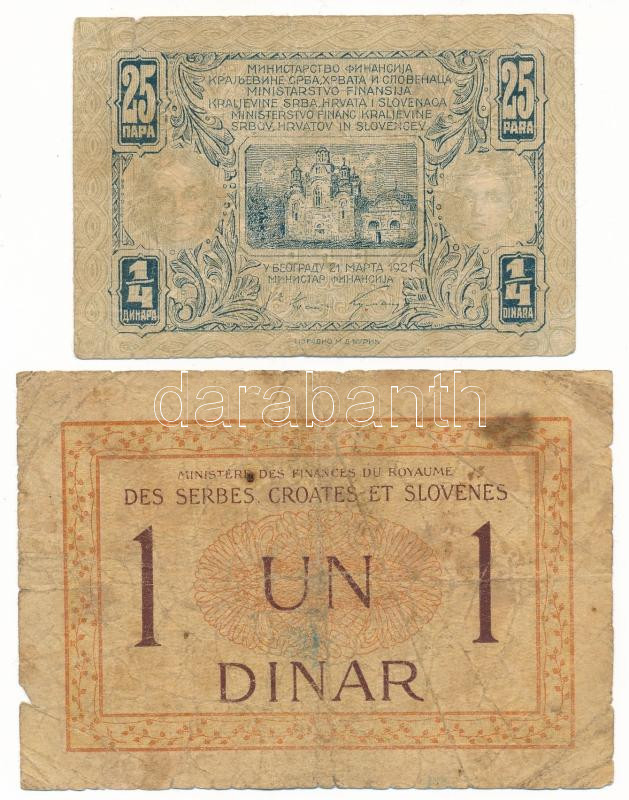 25
ПАРА
25
PARA
МИНИСТАРСТВО ФИНАНСИЈА
КРАЉЕВИНЕ СРБА, ХРВАТА И СЛОВЕНАЦА
MINISTARSTVO FINANSIJA
KRALJEVINE SRBA, HRVATA I SLOVENACA
MINISTERSTVO FINANC KRALJEVINE
SRBOV, HRVATOV IN SLOVENCEV
1/4
ДИНАРА
1/4
DINARA
У БЕОГРАДУ 21 МАРТА 1921
МИНИСТАР ФИНАНСИЈА
darabanth
MINISTÈRE DES FINANCES DU ROYAUME
DES SERBES, CROATES ET SLOVÈNES
1 UN 1
DINAR